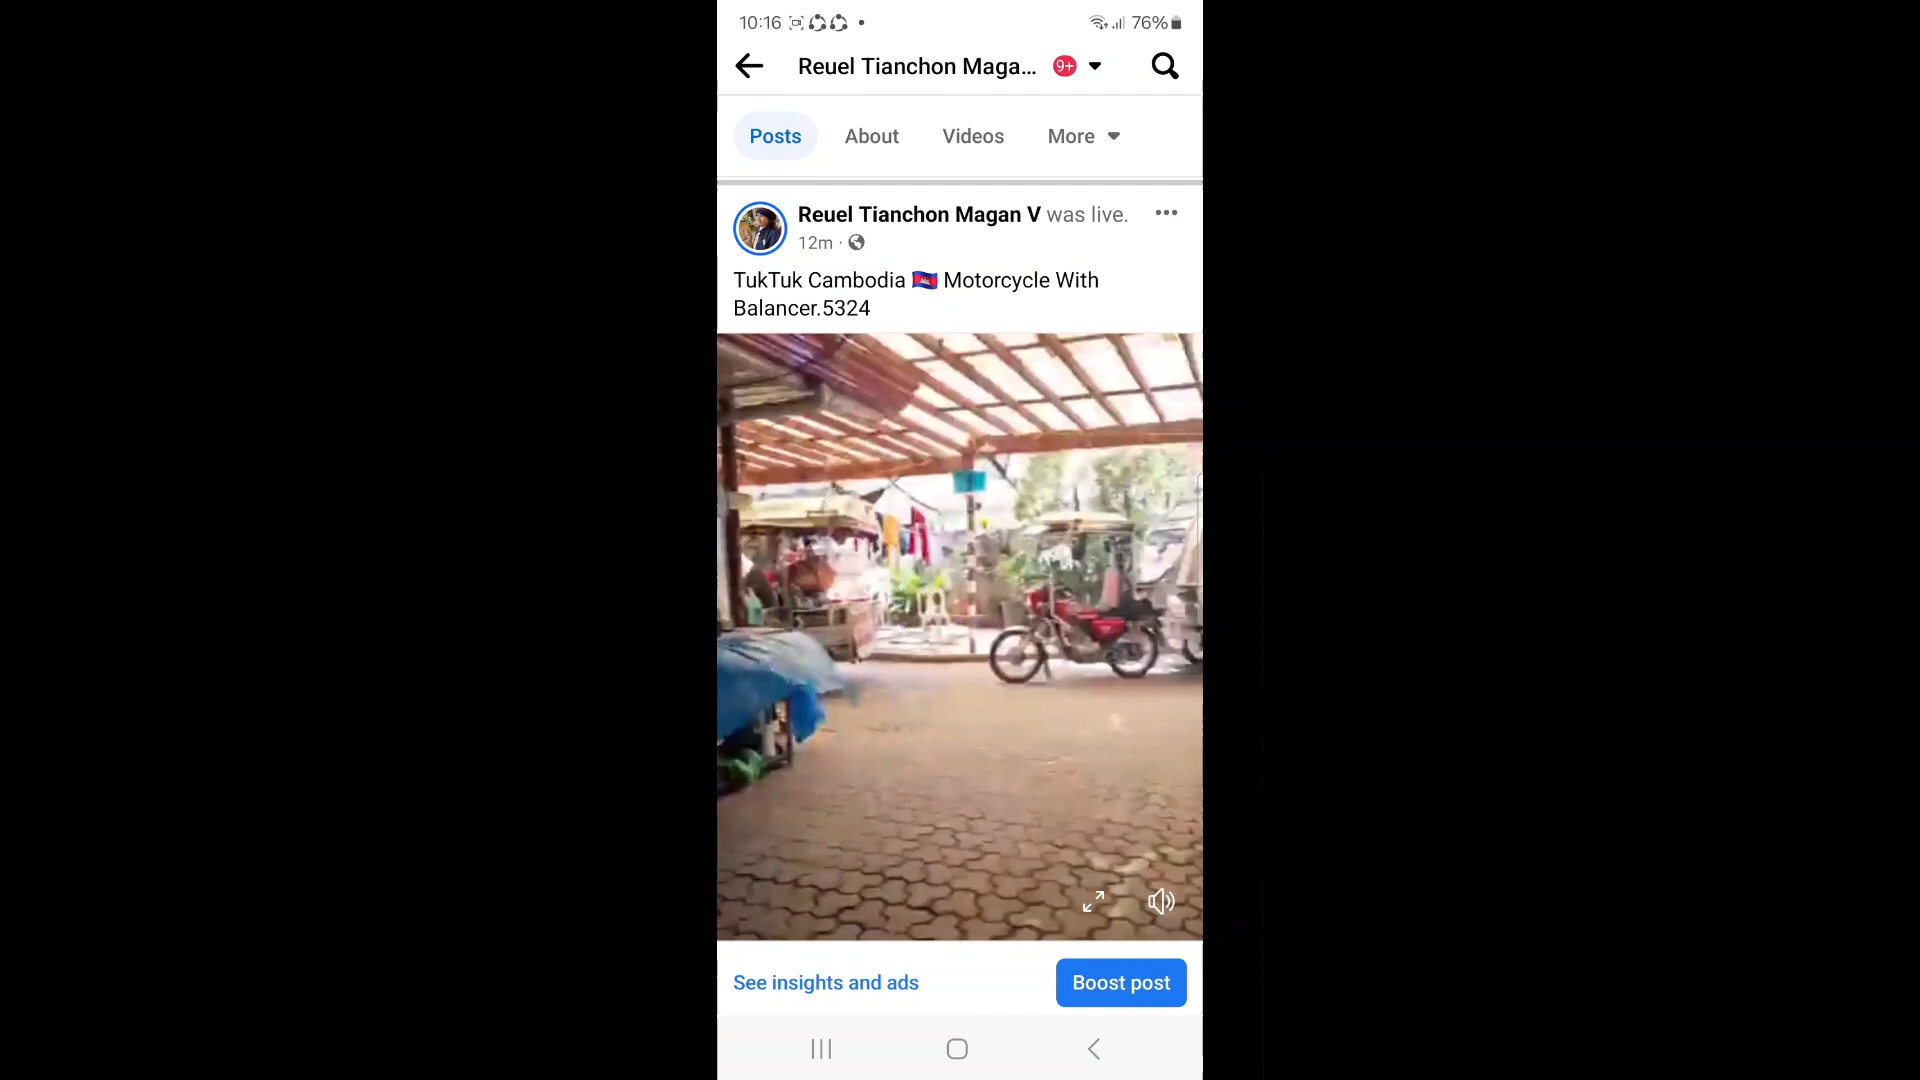 10:16 76%
Reuel Tianchon Maga... 9+
Posts About Videos More
Reuel Tianchon Magan V was live.
12m ·
TukTuk Cambodia 🇰🇭 Motorcycle With
Balancer.5324
See insights and ads Boost post